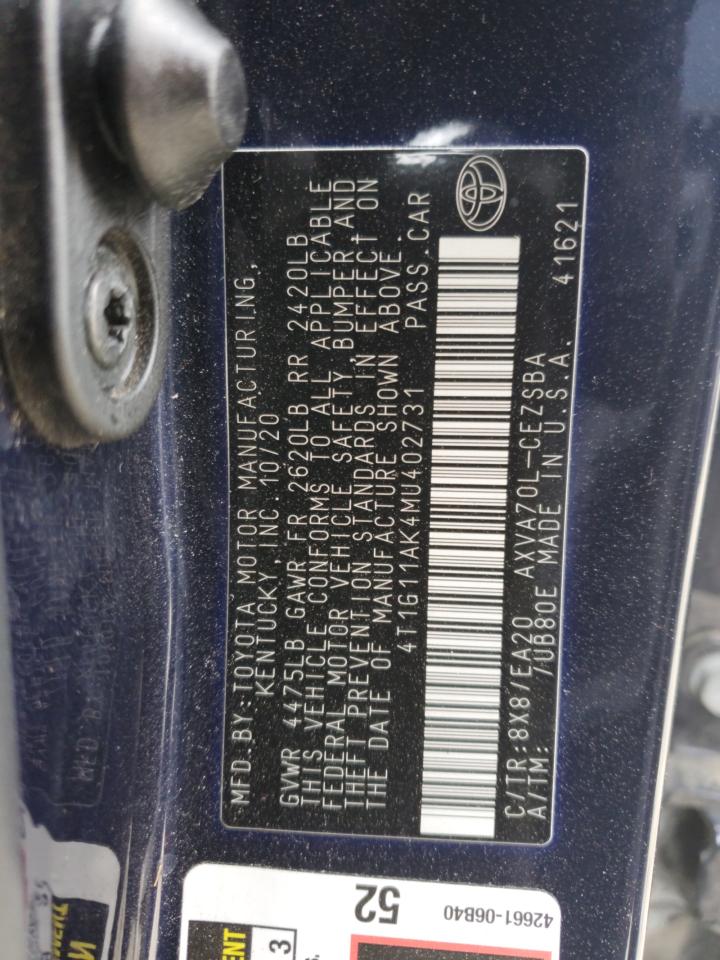 MFD. BY: TOYOTA MOTOR MANUFACTURING,
KENTUCKY, INC. 10/20
GVWR 4475LB GAWR FR 2620LB RR 2420LB
THIS VEHICLE CONFORMS TO ALL APPLICABLE
FEDERAL MOTOR VEHICLE SAFETY, BUMPER, AND
THEFT PREVENTION STANDARDS IN EFFECT ON
THE DATE OF MANUFACTURE SHOWN ABOVE.
4T1G11AK4MU402731 PASS.CAR
C/TR:8X8/EA20 AXVA70L-CEZSBA 41621
A/TM: /UB80E MADE IN U.S.A.
52
42661-06B40
3